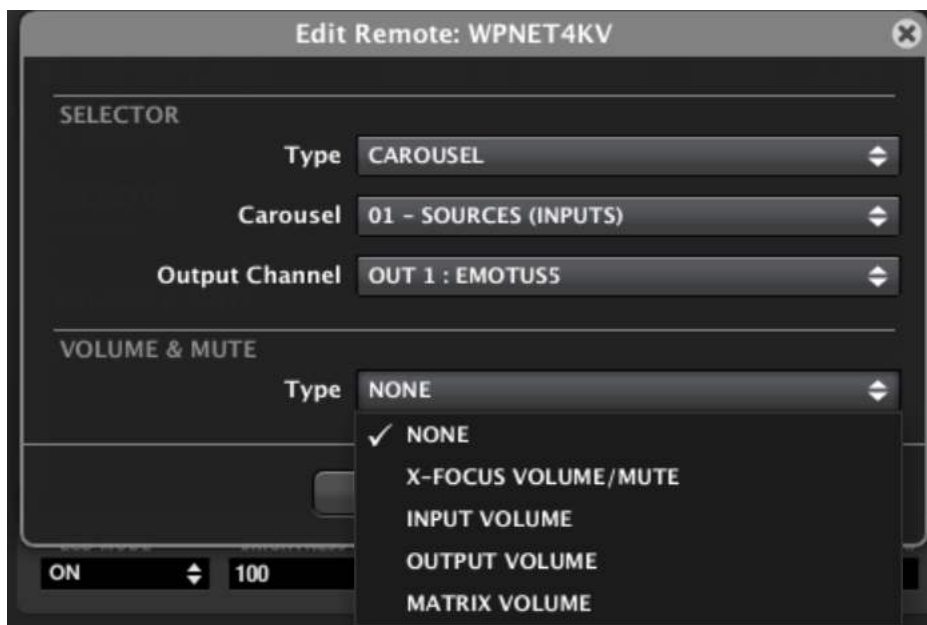 Edit Remote: WPNET4KV
SELECTOR
Type CAROUSEL
Carousel 01 – SOURCES (INPUTS)
Output Channel OUT 1 : EMOTUS5
VOLUME & MUTE
Type NONE
✓ NONE
X-FOCUS VOLUME/MUTE
INPUT VOLUME
OUTPUT VOLUME
MATRIX VOLUME
ON 100